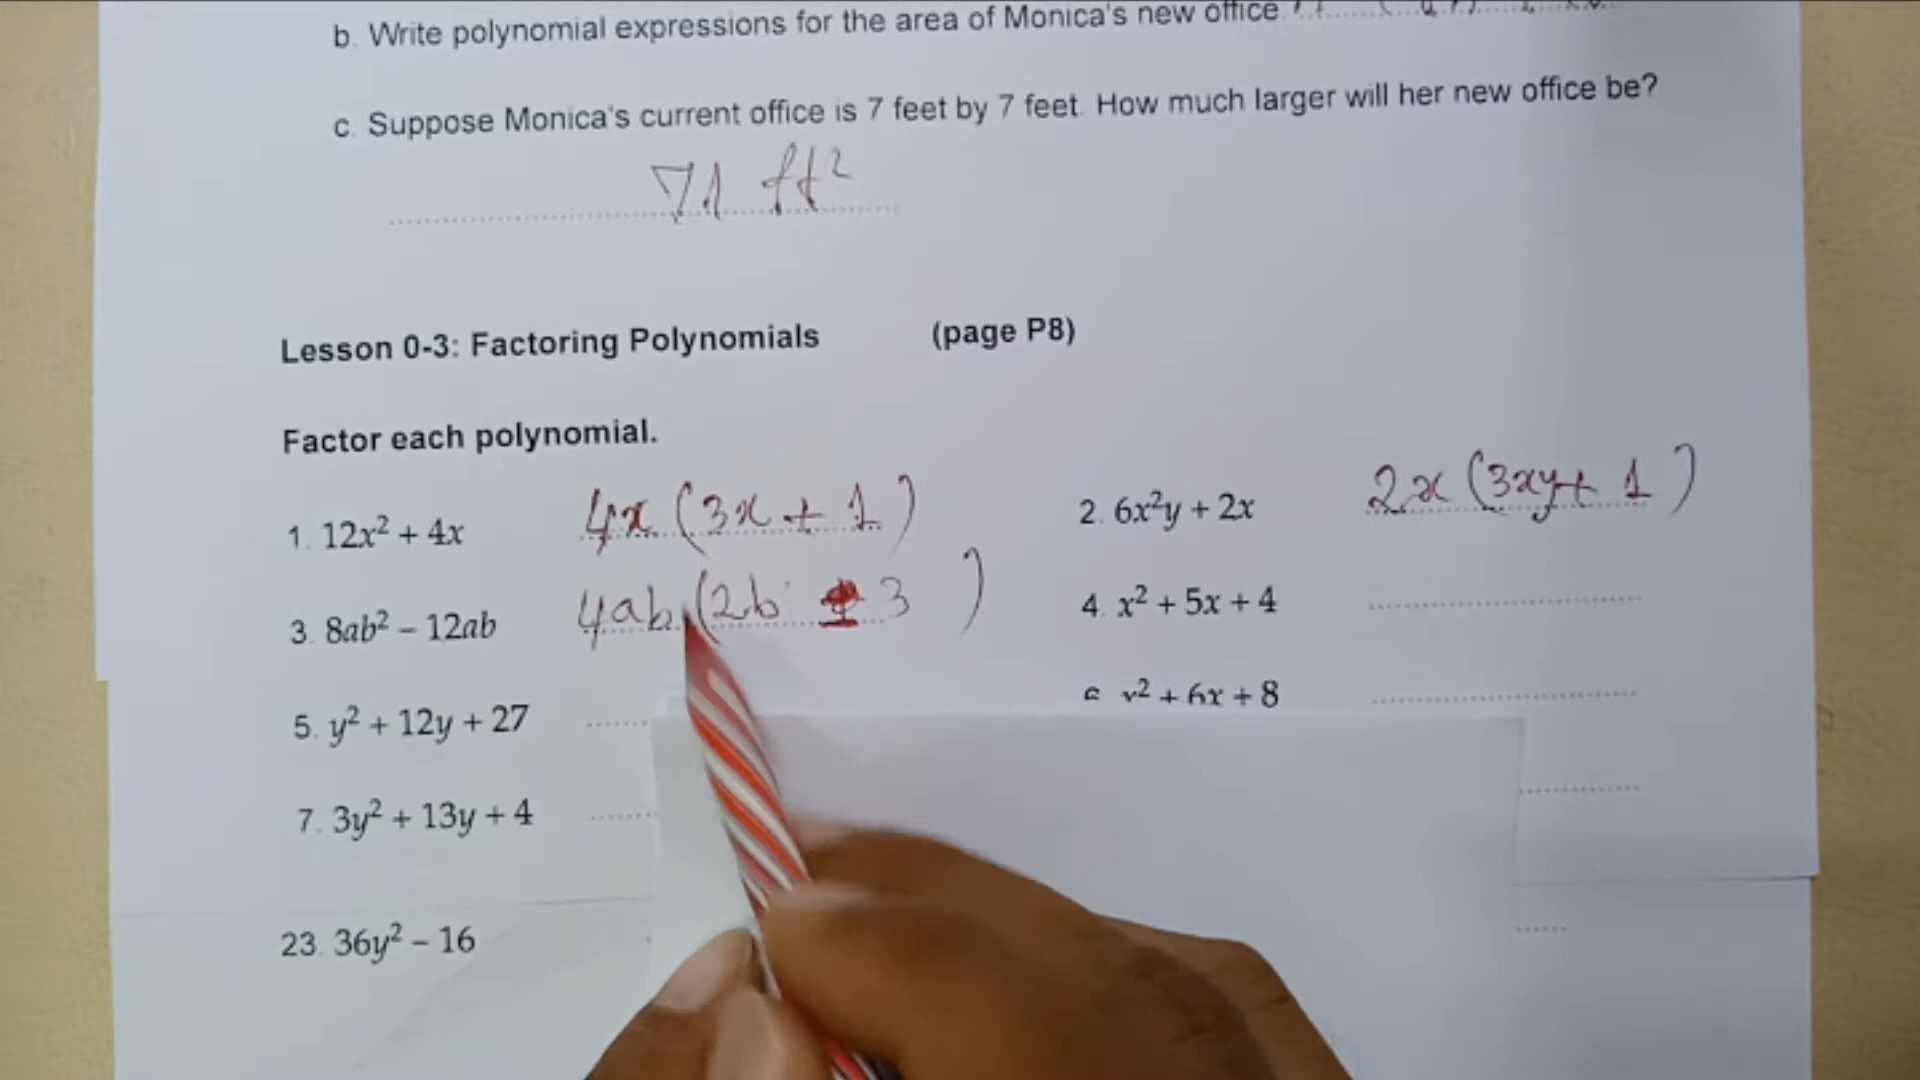 b. Write polynomial expressions for the area of Monica's new office
c. Suppose Monica's current office is 7 feet by 7 feet. How much larger will her new office be?
71 ft²
Lesson 0-3: Factoring Polynomials (page P8)
Factor each polynomial.
1. 12x² + 4x 4x (3x + 1) 2. 6x²y + 2x 2x (3xy + 1)
3. 8ab² – 12ab 4ab (2b - 3) 4. x² + 5x + 4
5. y² + 12y + 27 x² + 6x + 8
7. 3y² + 13y + 4
23. 36y² – 16